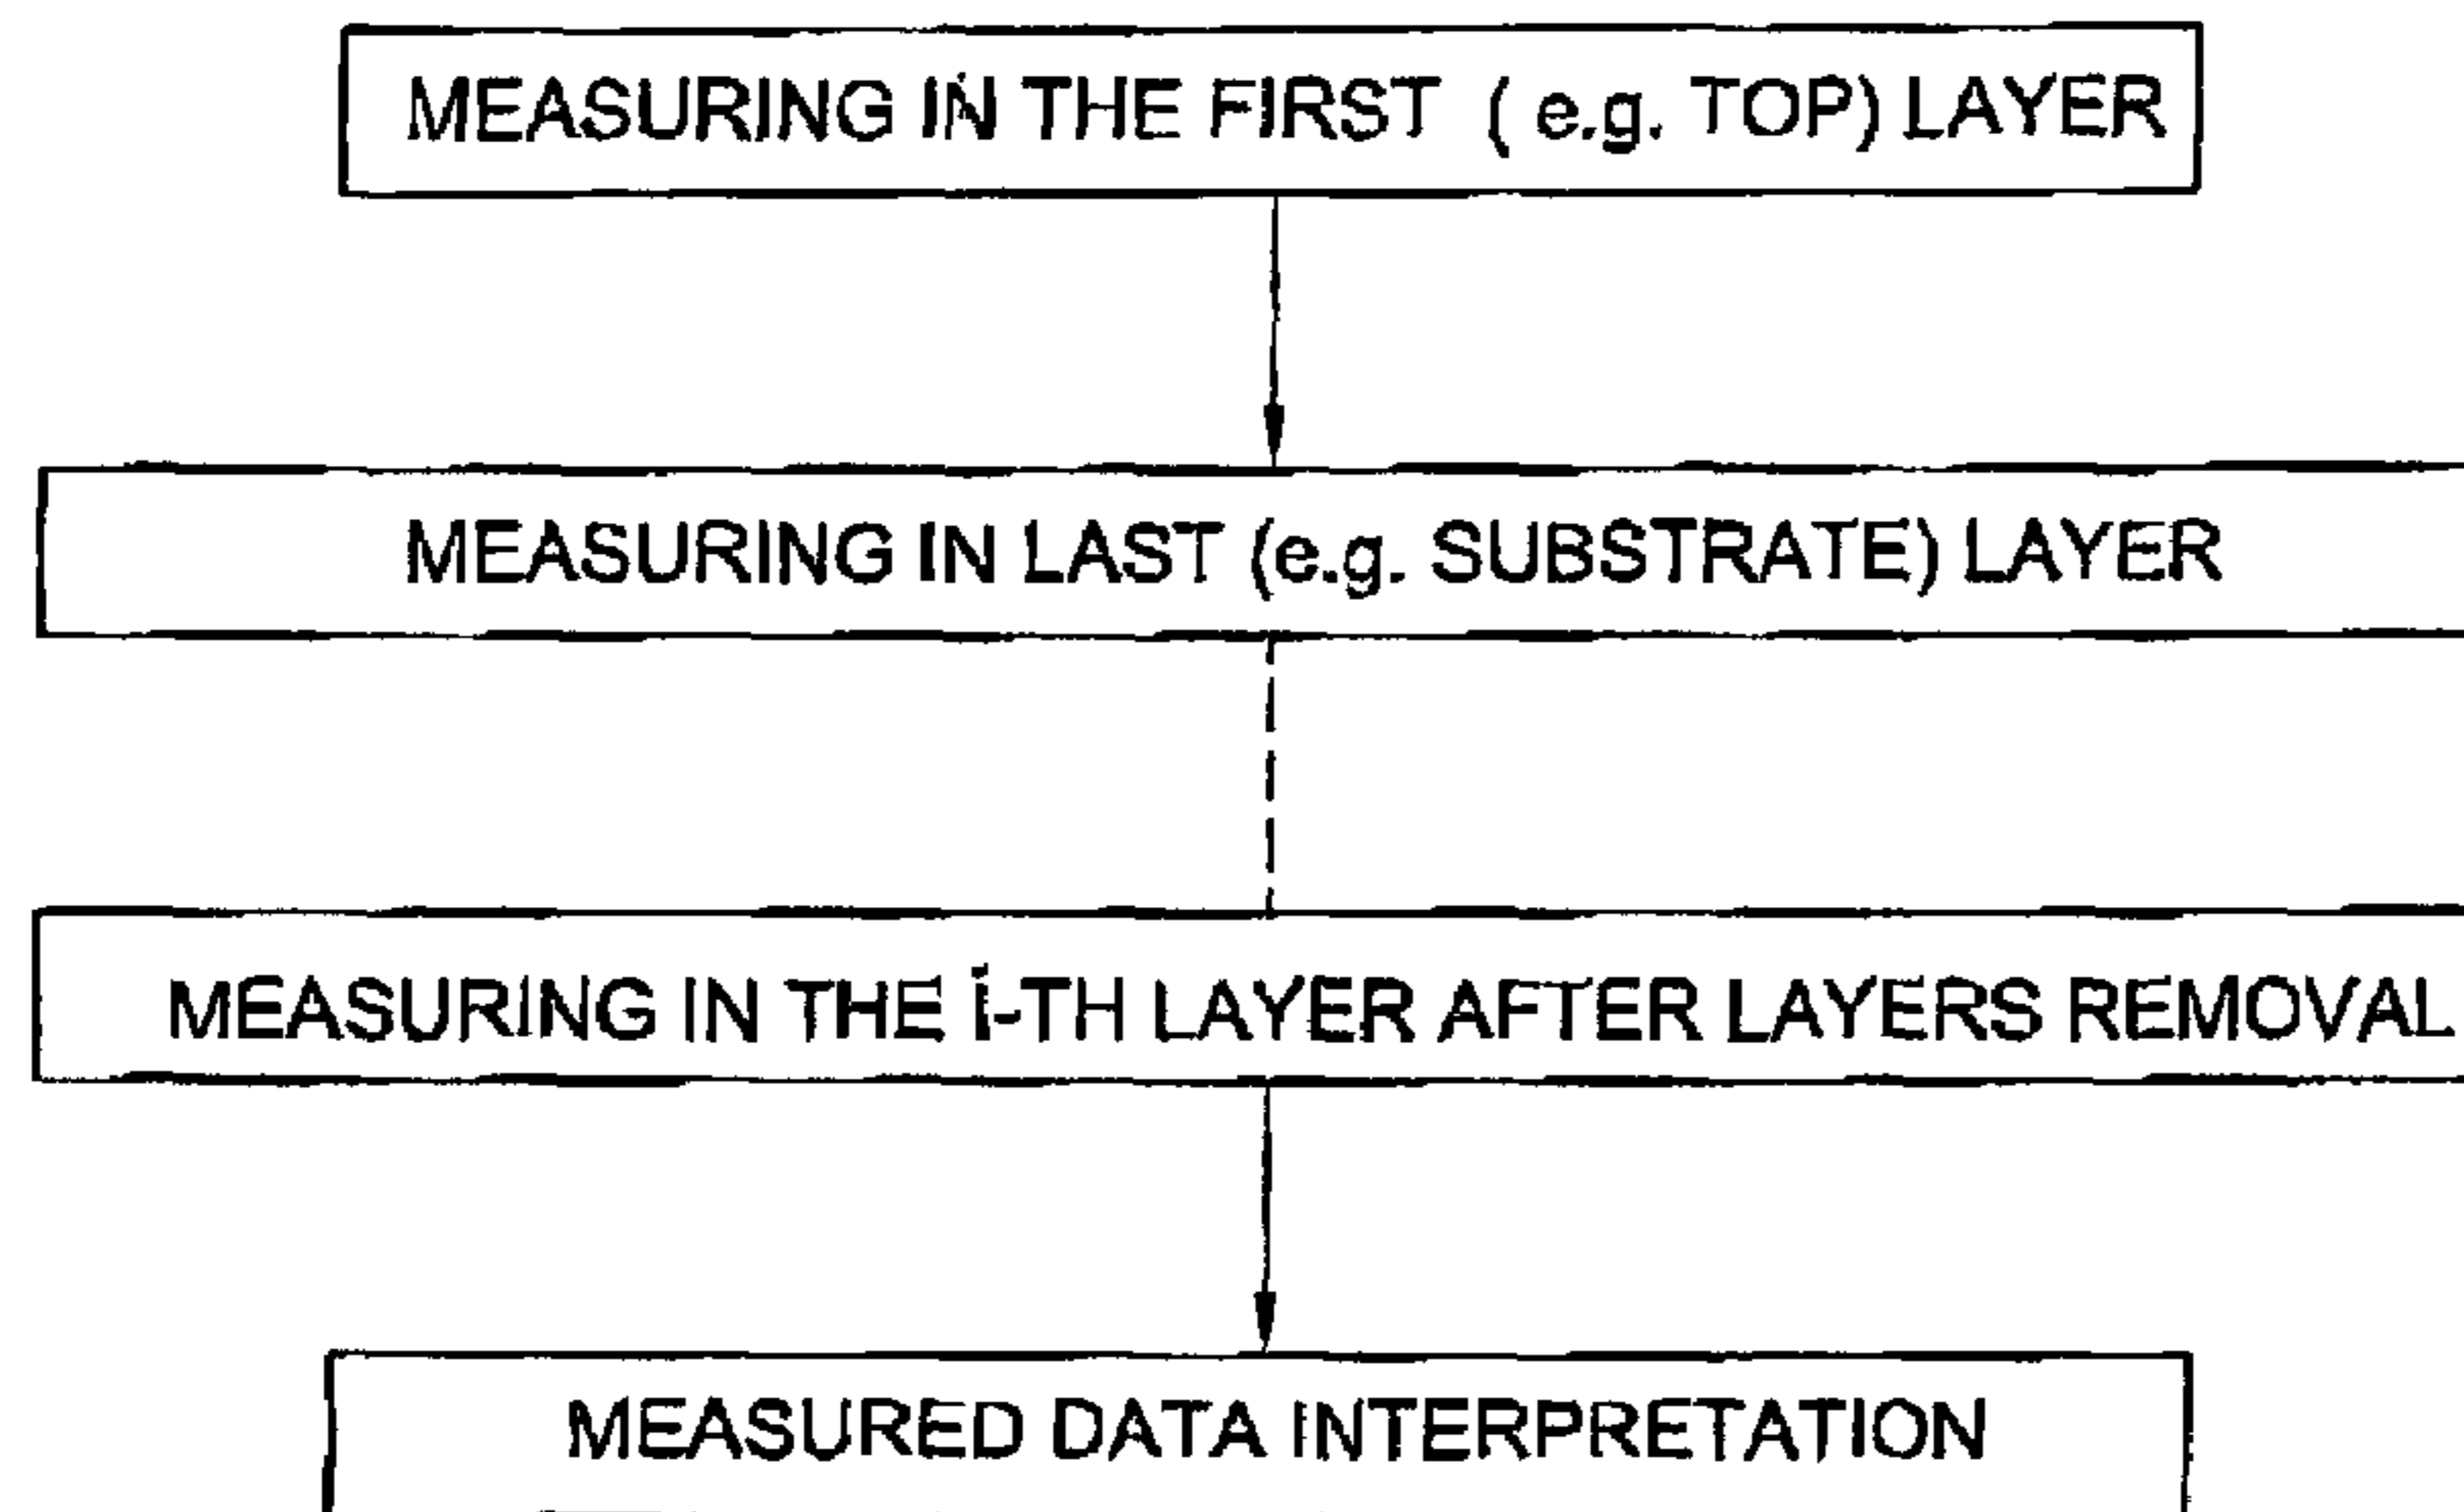 MEASURING IN THE FIRST ( e.g. TOP) LAYER
MEASURING IN LAST (e.g. SUBSTRATE) LAYER
MEASURING IN THE i-TH LAYER AFTER LAYERS REMOVAL
MEASURED DATA INTERPRETATION